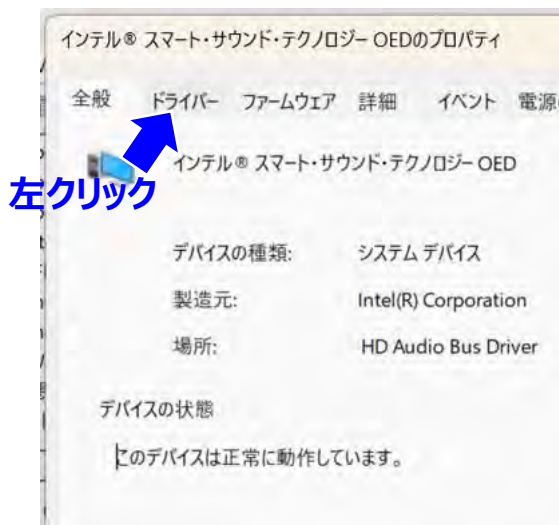 インテル® スマート・サウンド・テクノロジー OEDのプロパティ
全般 ドライバー ファームウェア 詳細 イベント 電源
インテル® スマート・サウンド・テクノロジー OED
左クリック
デバイスの種類: システム デバイス
製造元: Intel(R) Corporation
場所: HD Audio Bus Driver
デバイスの状態
このデバイスは正常に動作しています。